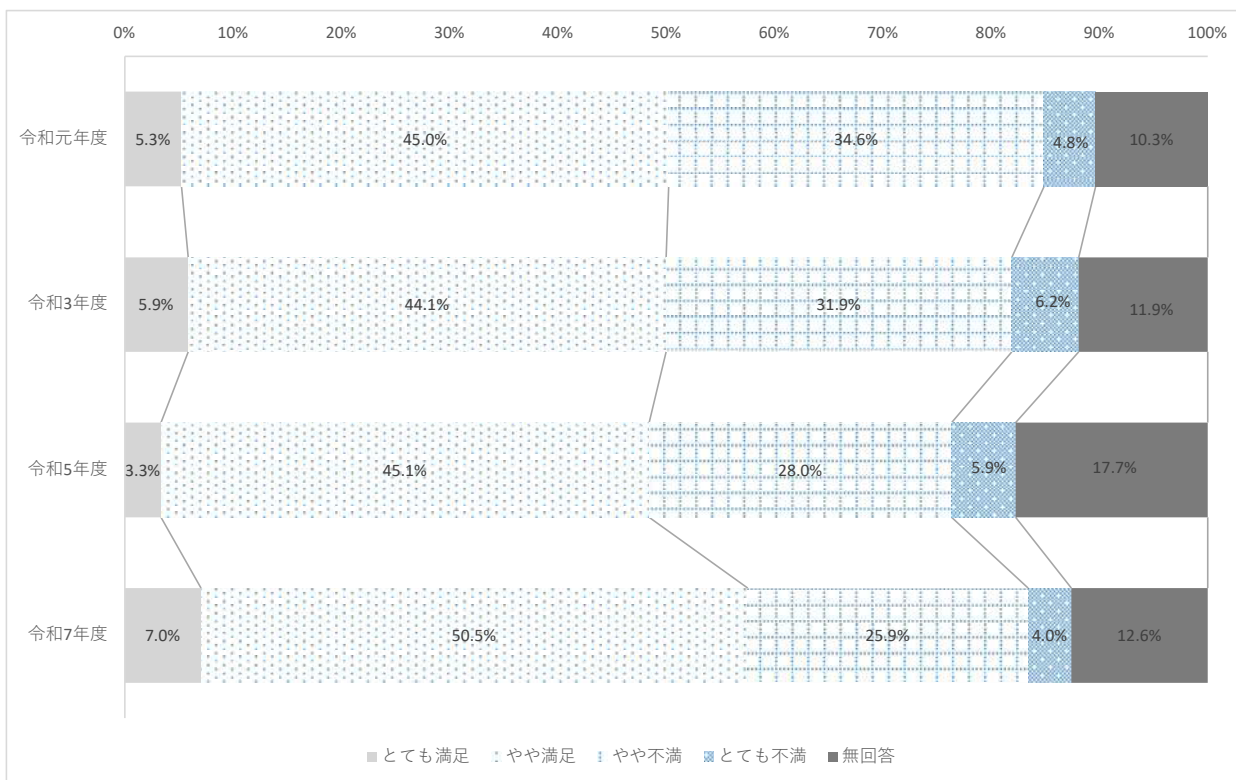 0% 10% 20% 30% 40% 50% 60% 70% 80% 90% 100%
令和元年度 5.3% 45.0% 34.6% 4.8% 10.3%
令和3年度 5.9% 44.1% 31.9% 6.2% 11.9%
令和5年度 3.3% 45.1% 28.0% 5.9% 17.7%
令和7年度 7.0% 50.5% 25.9% 4.0% 12.6%
とても満足 やや満足 やや不満 とても不満 無回答